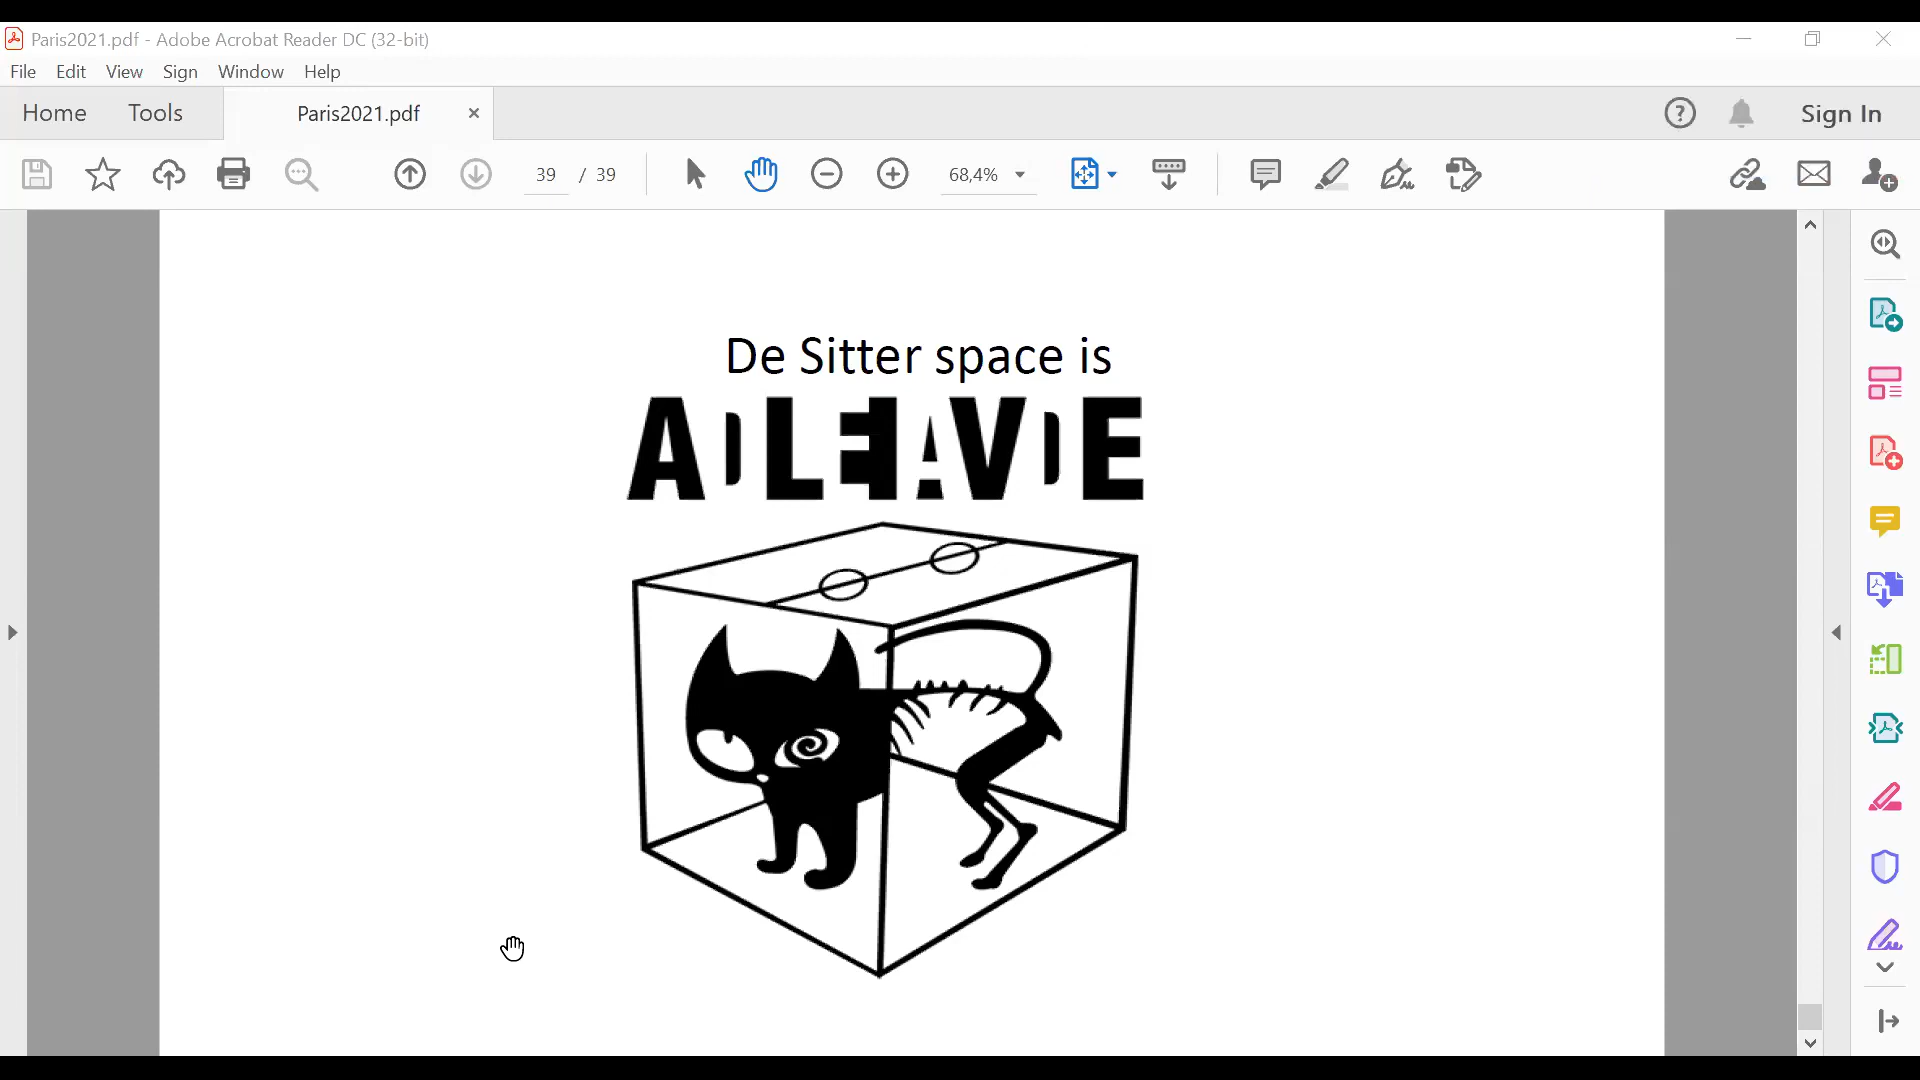 Paris2021.pdf - Adobe Acrobat Reader DC (32-bit)
File Edit View Sign Window Help
Home Tools Paris2021.pdf × Sign In
39 / 39 68,4%
De Sitter space is